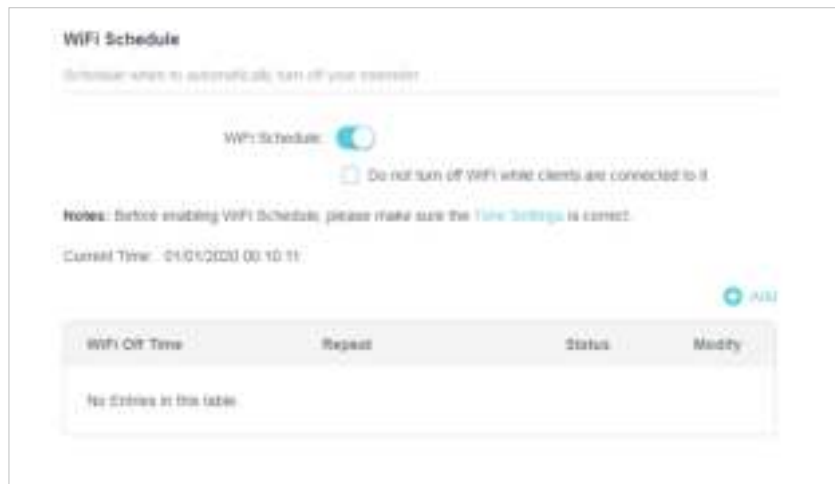 WiFi Schedule
Schedule when to automatically turn off your extender.
WiFi Schedule:
Do not turn off WiFi while clients are connected to it
Notes: Before enabling WiFi Schedule, please make sure the Time Settings is correct.
Current Time: 01/01/2020 00:10:11
Add
WiFi Off Time Repeat Status Modify
No Entries in this table.